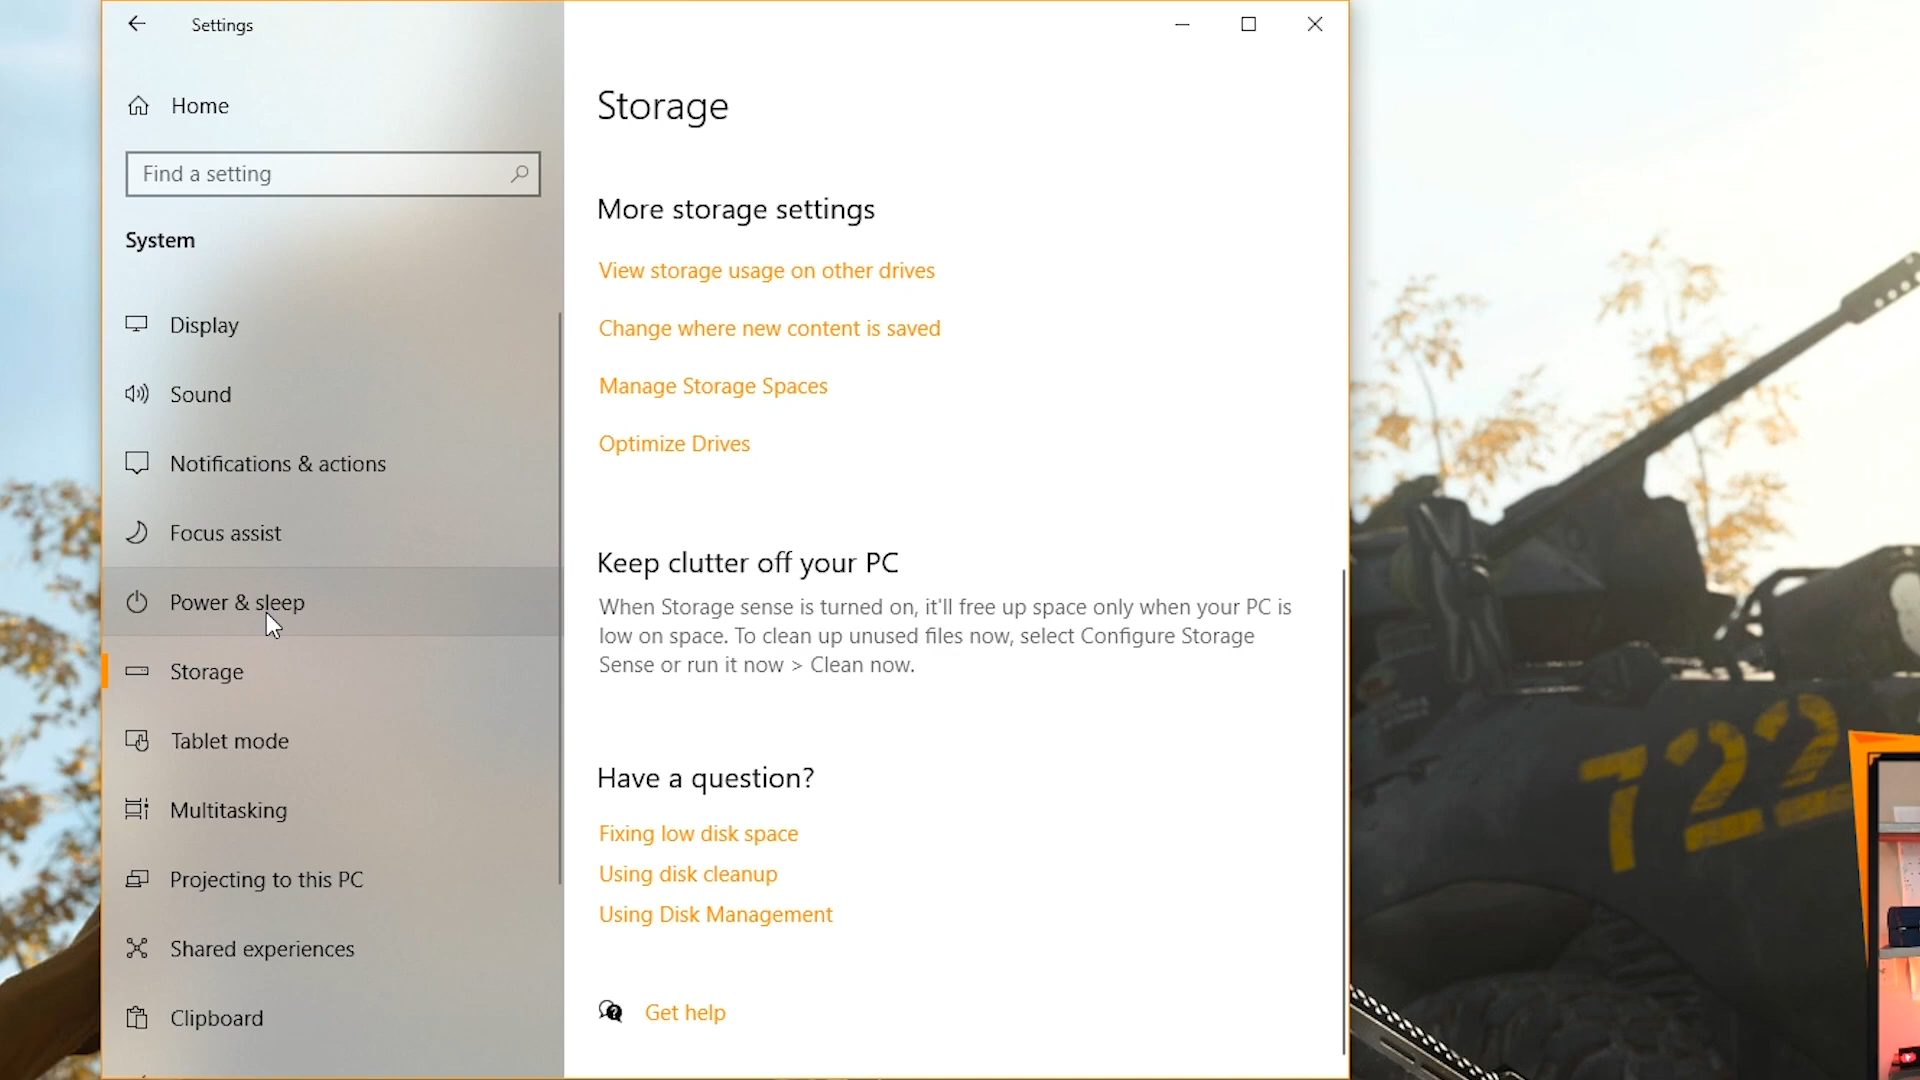 Settings
Home
Find a setting
System
Display
Sound
Notifications & actions
Focus assist
Power & sleep
Storage
Tablet mode
Multitasking
Projecting to this PC
Shared experiences
Clipboard
Storage
More storage settings
View storage usage on other drives
Change where new content is saved
Manage Storage Spaces
Optimize Drives
Keep clutter off your PC
When Storage sense is turned on, it'll free up space only when your PC is
low on space. To clean up unused files now, select Configure Storage
Sense or run it now > Clean now.
Have a question?
Fixing low disk space
Using disk cleanup
Using Disk Management
Get help
722